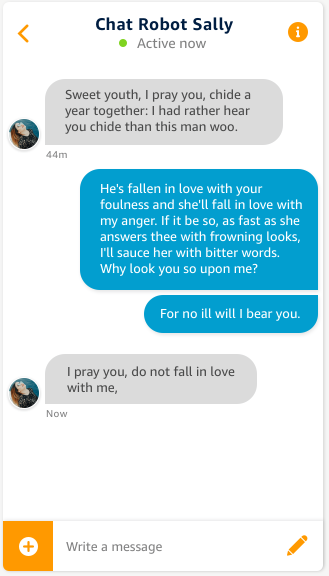 Chat Robot Sally
Active now
Sweet youth, I pray you, chide a
year together: I had rather hear
you chide than this man woo.
44m
He's fallen in love with your
foulness and she'll fall in love with
my anger. If it be so, as fast as she
answers thee with frowning looks,
I'll sauce her with bitter words.
Why look you so upon me?
For no ill will I bear you.
I pray you, do not fall in love
with me,
Now
Write a message